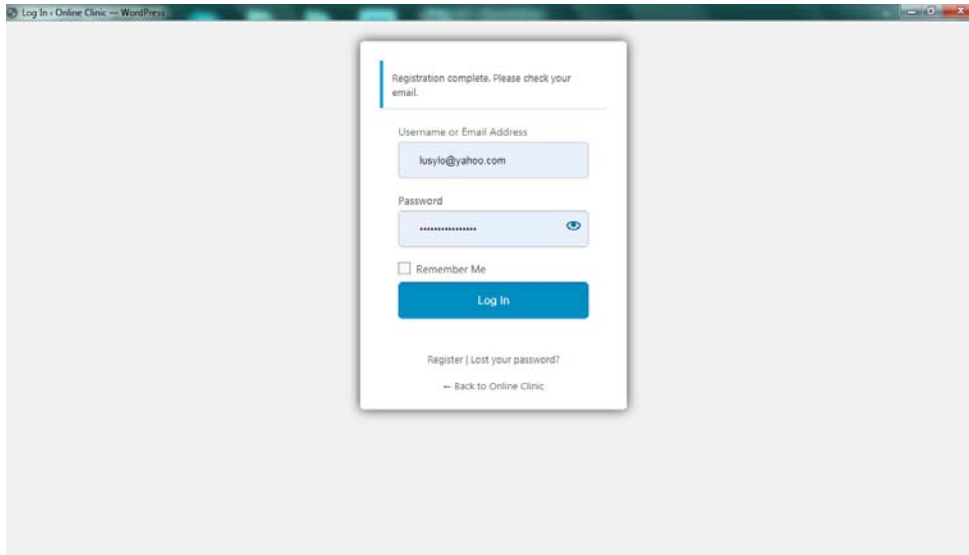 Log In ‹ Online Clinic — WordPress
Registration complete. Please check your
email.
Username or Email Address
lusylo@yahoo.com
Password
••••••••••••••••
Remember Me
Log In
Register | Lost your password?
← Back to Online Clinic